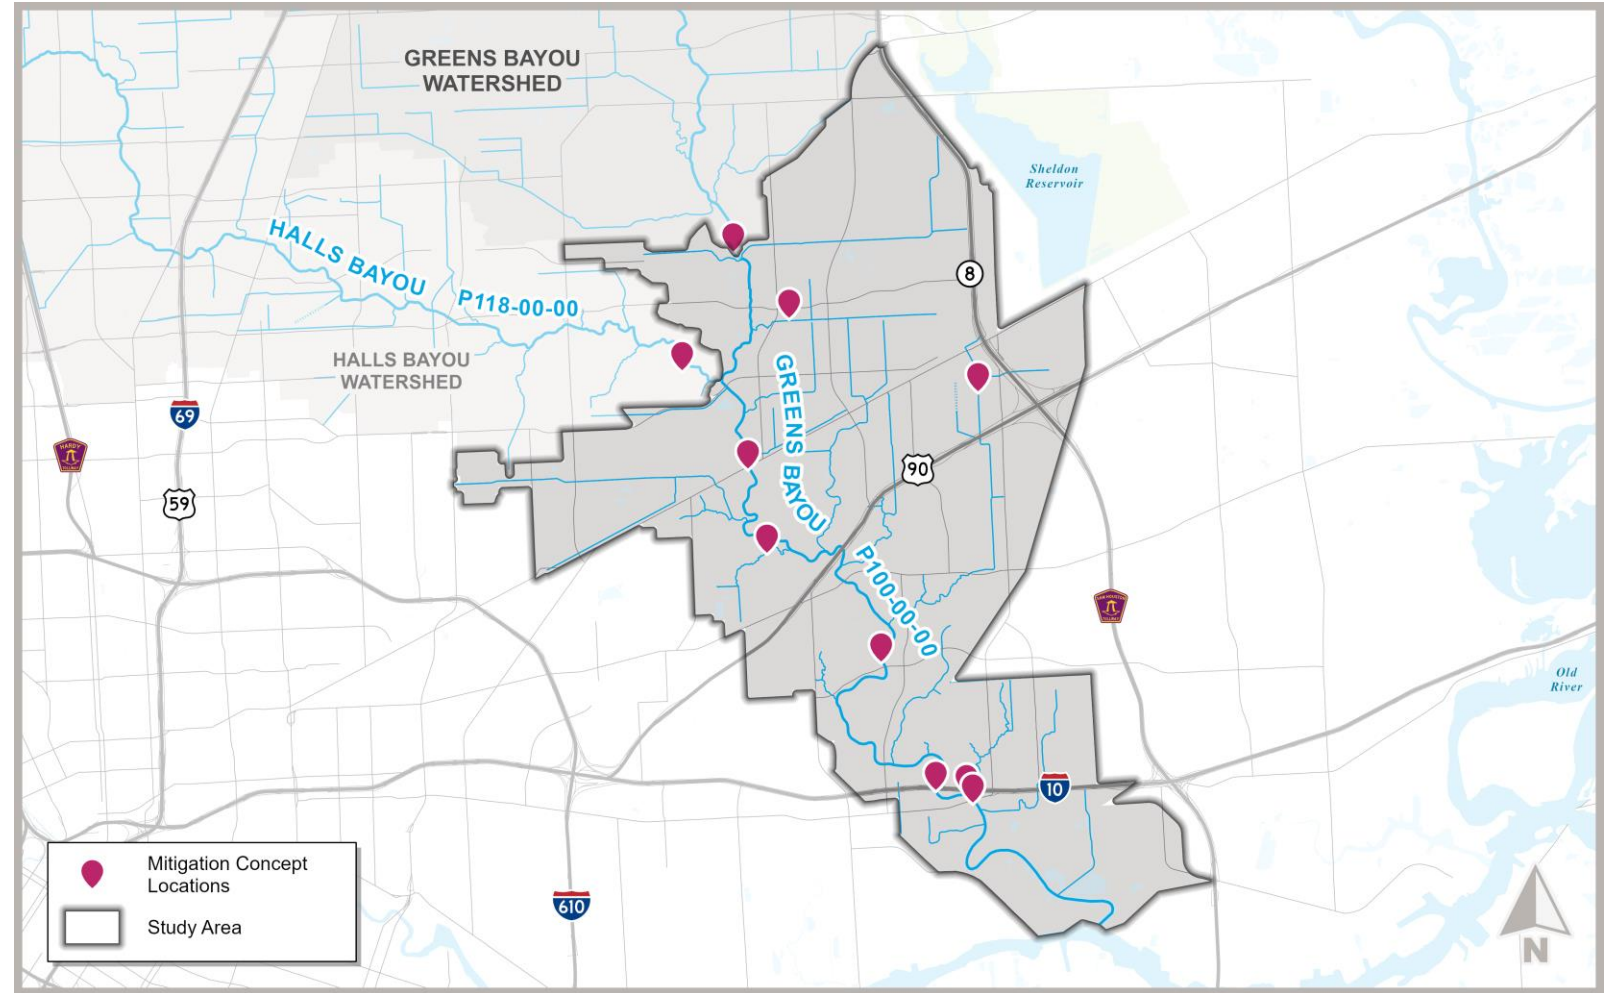 GREENS BAYOU
WATERSHED
Sheldon
Reservoir
HALLS BAYOU
P118-00-00
8
HALLS BAYOU
WATERSHED
GREENS BAYOU
69
HARDY
90
59
P100-00-00
Old
River
10
Mitigation Concept
Locations
Study Area
610
N